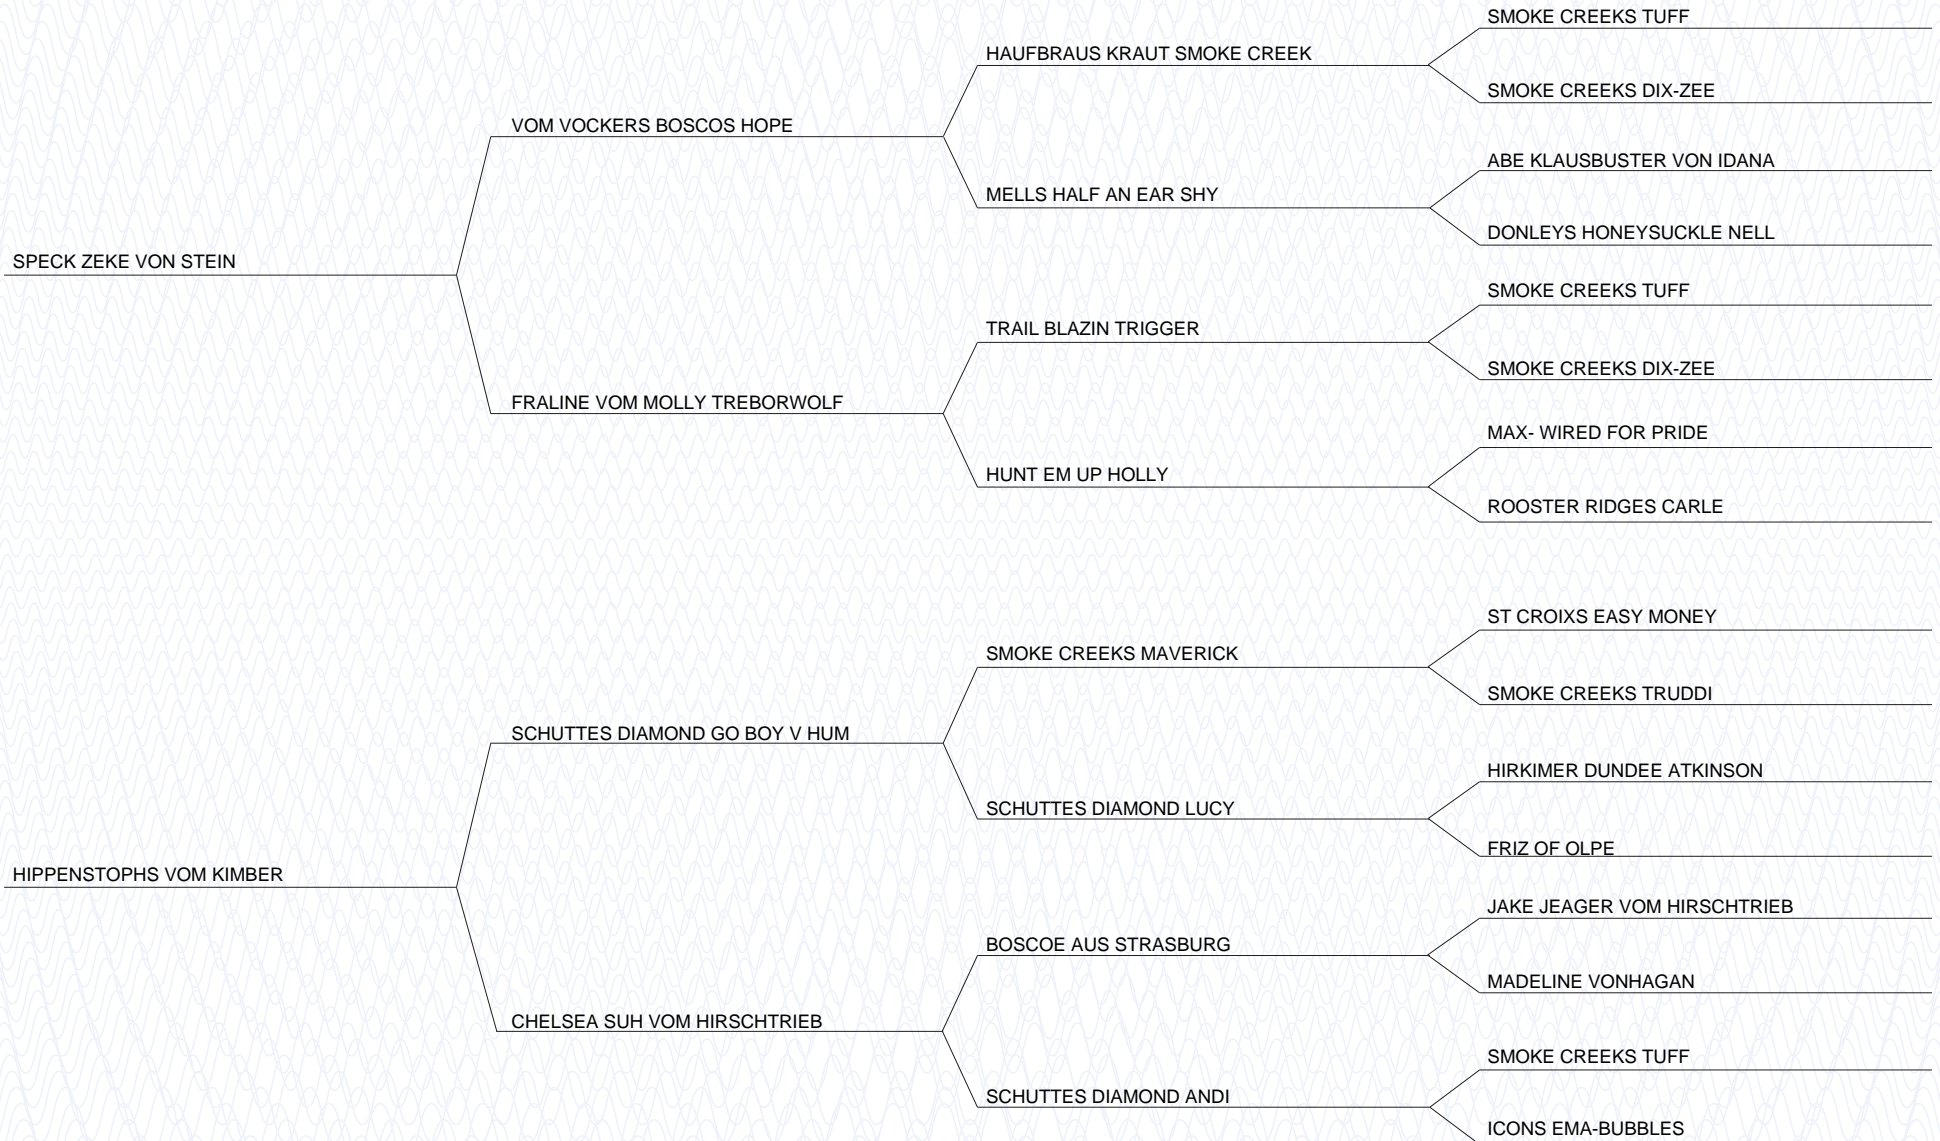 SMOKE CREEKS TUFF
HAUFBRAUS KRAUT SMOKE CREEK
SMOKE CREEKS DIX-ZEE
VOM VOCKERS BOSCOS HOPE
ABE KLAUSBUSTER VON IDANA
MELLS HALF AN EAR SHY
DONLEYS HONEYSUCKLE NELL
SPECK ZEKE VON STEIN
SMOKE CREEKS TUFF
TRAIL BLAZIN TRIGGER
SMOKE CREEKS DIX-ZEE
FRALINE VOM MOLLY TREBORWOLF
MAX- WIRED FOR PRIDE
HUNT EM UP HOLLY
ROOSTER RIDGES CARLE
ST CROIXS EASY MONEY
SMOKE CREEKS MAVERICK
SMOKE CREEKS TRUDDI
SCHUTTES DIAMOND GO BOY V HUM
HIRKIMER DUNDEE ATKINSON
SCHUTTES DIAMOND LUCY
FRIZ OF OLPE
HIPPENSTOPHS VOM KIMBER
JAKE JEAGER VOM HIRSCHTRIEB
BOSCOE AUS STRASBURG
MADELINE VONHAGAN
CHELSEA SUH VOM HIRSCHTRIEB
SMOKE CREEKS TUFF
SCHUTTES DIAMOND ANDI
ICONS EMA-BUBBLES